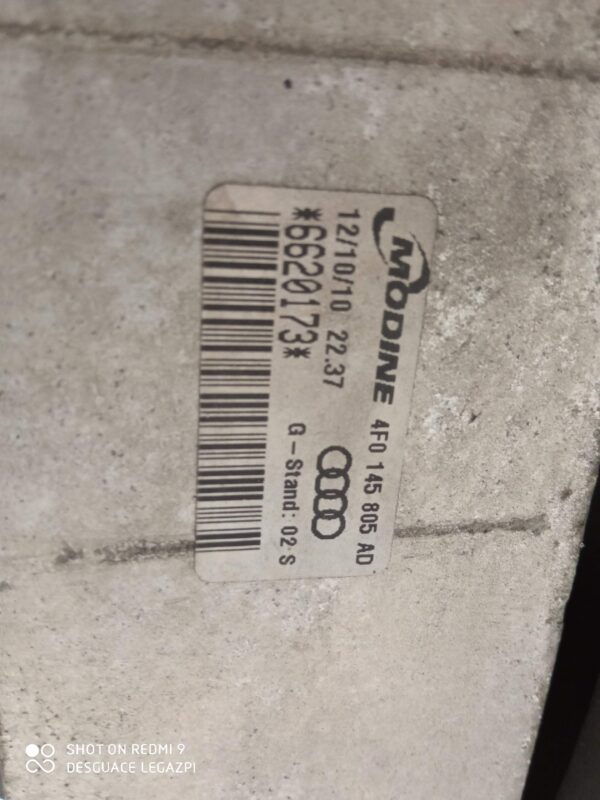 MODINE 4F0 145 805 AD
12/10/10 22.37
*6620173*
G-Stand: 02 S
SHOT ON REDMI 9
DESGUACE LEGAZPI